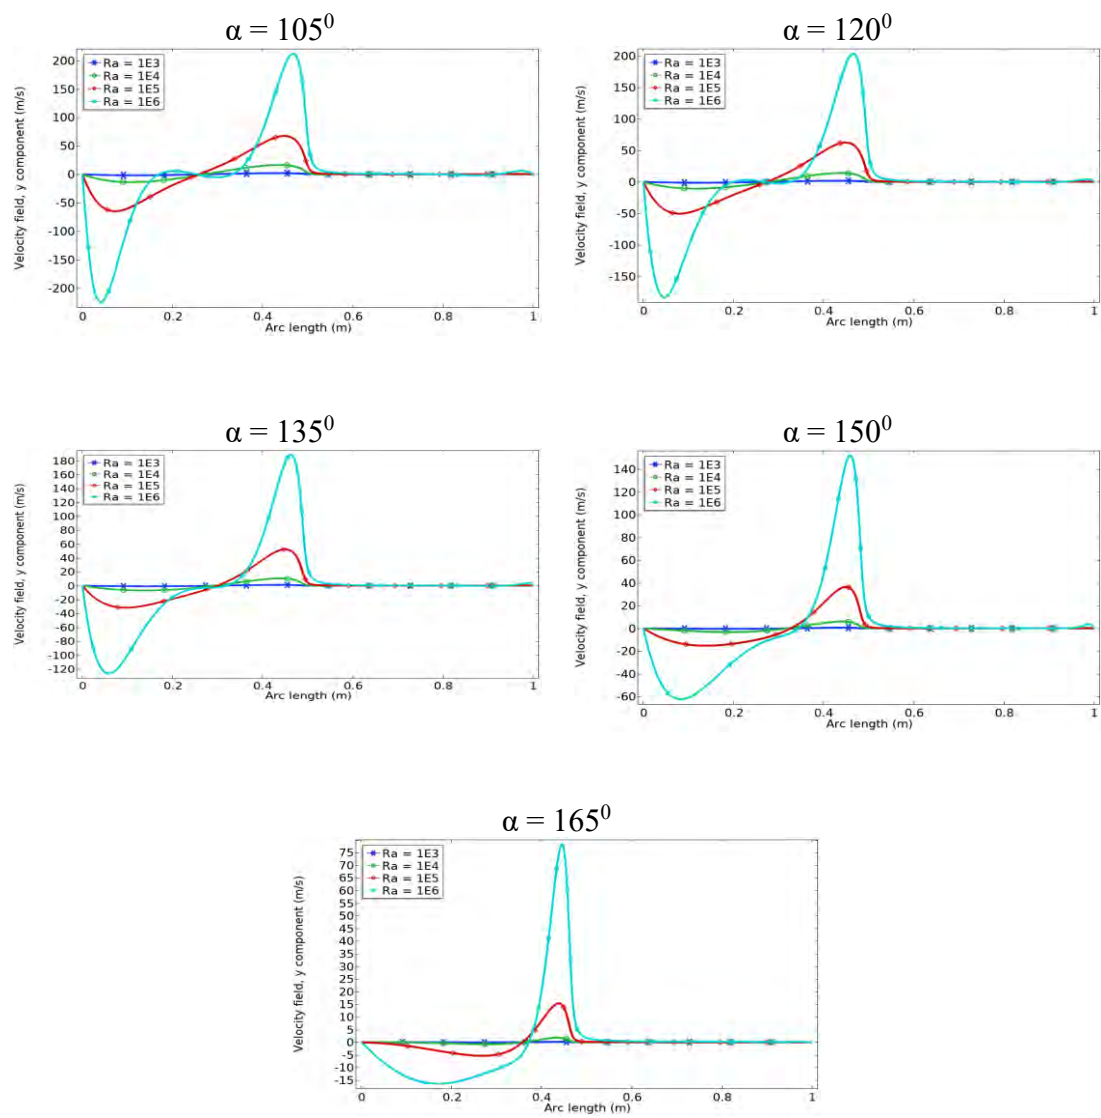 α = 105⁰
Velocity field, y component (m/s)
200
150
100
50
0
-50
-100
-150
-200
Ra = 1E3
Ra = 1E4
Ra = 1E5
Ra = 1E6
0 0.2 0.4 0.6 0.8 1
Arc length (m)
α = 120⁰
Velocity field, y component (m/s)
200
150
100
50
0
-50
-100
-150
Ra = 1E3
Ra = 1E4
Ra = 1E5
Ra = 1E6
0 0.2 0.4 0.6 0.8 1
Arc length (m)
α = 135⁰
Velocity field, y component (m/s)
180
160
140
120
100
80
60
40
20
0
-20
-40
-60
-80
-100
-120
Ra = 1E3
Ra = 1E4
Ra = 1E5
Ra = 1E6
0 0.2 0.4 0.6 0.8 1
Arc length (m)
α = 150⁰
Velocity field, y component (m/s)
140
120
100
80
60
40
20
0
-20
-40
-60
Ra = 1E3
Ra = 1E4
Ra = 1E5
Ra = 1E6
0 0.2 0.4 0.6 0.8 1
Arc length (m)
α = 165⁰
Velocity field, y component (m/s)
75
70
65
60
55
50
45
40
35
30
25
20
15
10
5
0
-5
-10
-15
Ra = 1E3
Ra = 1E4
Ra = 1E5
Ra = 1E6
0 0.2 0.4 0.6 0.8 1
Arc length (m)